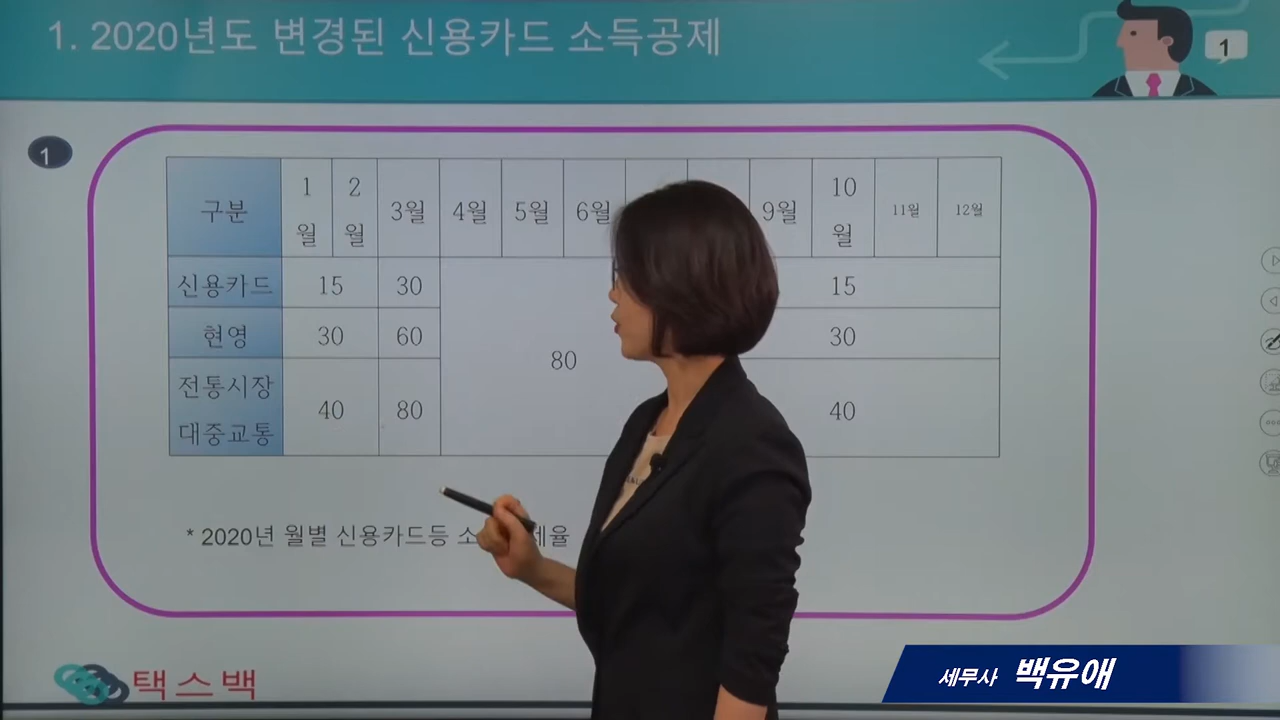 1. 2020년도 변경된 신용카드 소득공제
1
1
구분 1월 2월 3월 4월 5월 6월 9월 10월 11월 12월
신용카드 15 30 15
현영 30 60 80 30
전통시장
대중교통 40 80 40
* 2020년 월별 신용카드등 율
택스백
세무사 백유애